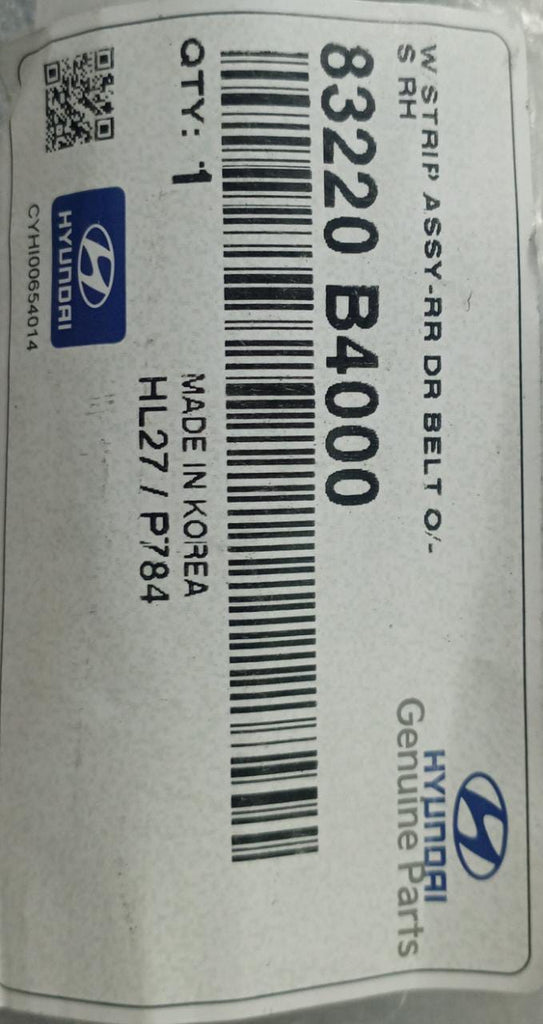 HYUNDAI
Genuine Parts
W/STRIP ASSY-RR DR BELT O/-
S RH
83220 B4000
QTY: 1
MADE IN KOREA
HL27 / P784
HYUNDAI
CYHI00654014